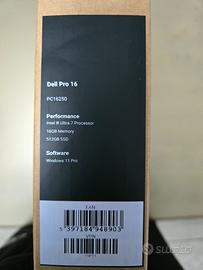 Dell Pro 16
PC16250
Performance
Intel ® Ultra 7 Processor
16GB Memory
512GB SSD
Software
Windows 11 Pro
EAN
5 397184 948903
VPN
SUBITO